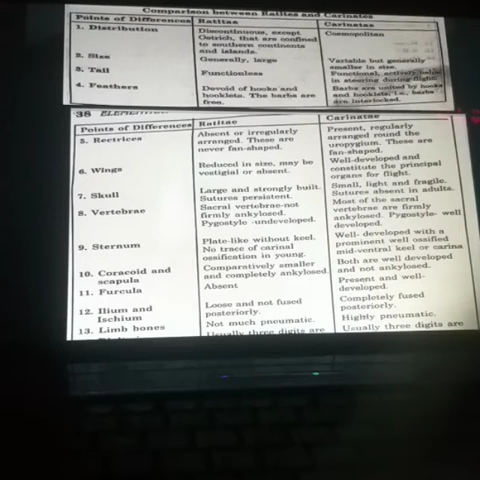 Comparison between Ratites and Carinates
Points of Differences Ratitae Carinatae
1. Distribution Discontinuous, except Cosmopolitan
Ostrich, that are confined
to southern continents
and islands.
2. Size Generally, large Variable but generally
smaller in size.
3. Tail Functionless Functional, actively helps
in steering during flight.
4. Feathers Devoid of hooks and Barbs are united by hooks
hooklets. The barbs are and hooklets, i.e., barbs
free. are interlocked.
38
Points of Differences Ratitae Carinatae
5. Rectrices Absent or irregularly Present, regularly
arranged. These are arranged round the
never fan-shaped. uropygium. These are
fan-shaped.
6. Wings Reduced in size, may be Well-developed and
vestigial or absent. constitute the principal
organs for flight.
7. Skull Large and strongly built. Small, light and fragile.
Sutures persistent. Sutures absent in adults.
8. Vertebrae Sacral vertebrae-not Most of the sacral
firmly ankylosed. vertebrae are firmly
Pygostyle -undeveloped. ankylosed. Pygostyle- well
developed.
9. Sternum Plate-like without keel. Well- developed with a
No trace of carinal prominent well ossified
ossification in young. mid-ventral keel or carina
10. Coracoid and Comparatively smaller Both are well developed
scapula and completely ankylosed and not ankylosed.
11. Furcula Absent Present and well-
developed.
12. Ilium and Loose and not fused Completely fused
Ischium posteriorly. posteriorly.
13. Limb bones Not much pneumatic. Highly pneumatic.
Usually three digits are Usually three digits are